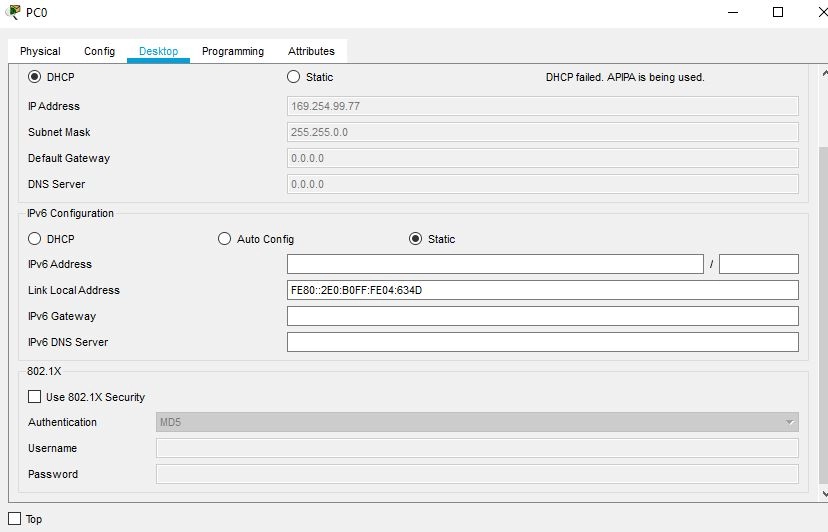 PC0
Physical Config Desktop Programming Attributes
DHCP Static DHCP failed. APIPA is being used.
IP Address 169.254.99.77
Subnet Mask 255.255.0.0
Default Gateway 0.0.0.0
DNS Server 0.0.0.0
IPv6 Configuration
DHCP Auto Config Static
IPv6 Address /
Link Local Address FE80::2E0:B0FF:FE04:634D
IPv6 Gateway
IPv6 DNS Server
802.1X
Use 802.1X Security
Authentication MD5
Username
Password
Top